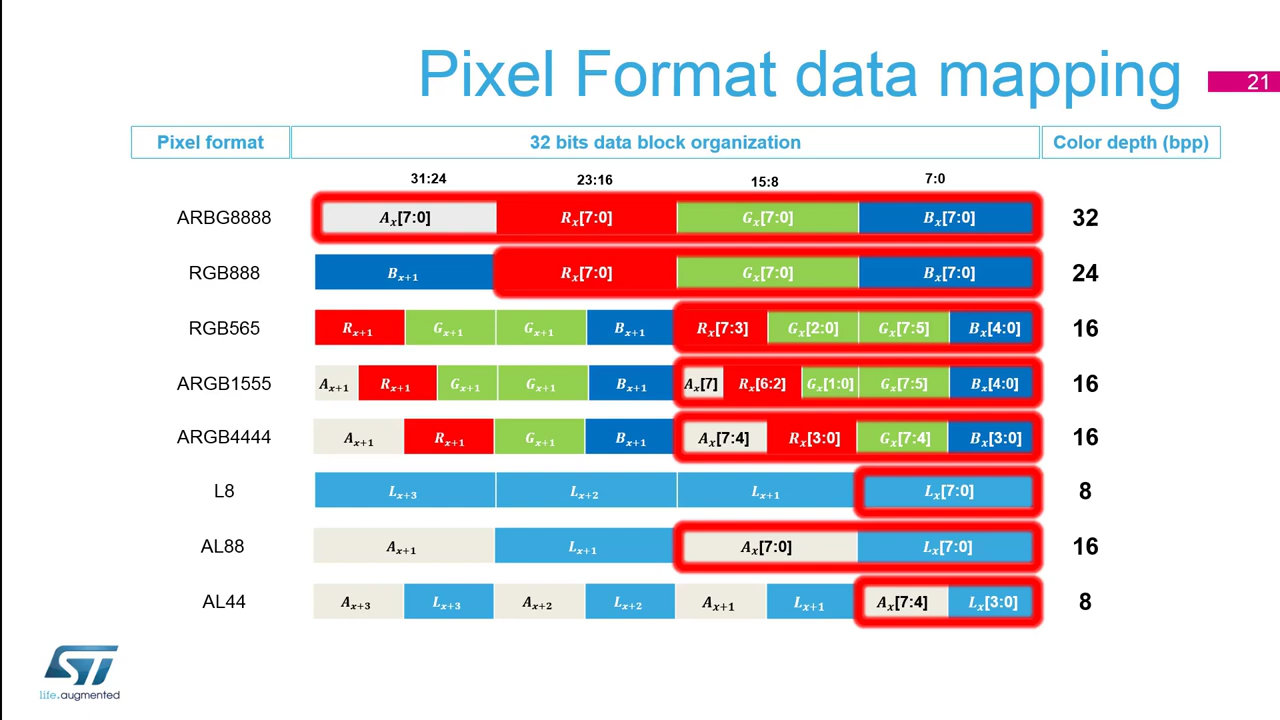 Pixel Format data mapping
21
Pixel format 32 bits data block organization Color depth (bpp)
31:24 23:16 15:8 7:0
ARBG8888 Aₓ[7:0] Rₓ[7:0] Gₓ[7:0] Bₓ[7:0] 32
RGB888 Bₓ₊₁ Rₓ[7:0] Gₓ[7:0] Bₓ[7:0] 24
RGB565 Rₓ₊₁ Gₓ₊₁ Gₓ₊₁ Bₓ₊₁ Rₓ[7:3] Gₓ[2:0] Gₓ[7:5] Bₓ[4:0] 16
ARGB1555 Aₓ₊₁ Rₓ₊₁ Gₓ₊₁ Gₓ₊₁ Bₓ₊₁ Aₓ[7] Rₓ[6:2] Gₓ[1:0] Gₓ[7:5] Bₓ[4:0] 16
ARGB4444 Aₓ₊₁ Rₓ₊₁ Gₓ₊₁ Bₓ₊₁ Aₓ[7:4] Rₓ[3:0] Gₓ[7:4] Bₓ[3:0] 16
L8 Lₓ₊₃ Lₓ₊₂ Lₓ₊₁ Lₓ[7:0] 8
AL88 Aₓ₊₁ Lₓ₊₁ Aₓ[7:0] Lₓ[7:0] 16
AL44 Aₓ₊₃ Lₓ₊₃ Aₓ₊₂ Lₓ₊₂ Aₓ₊₁ Lₓ₊₁ Aₓ[7:4] Lₓ[3:0] 8
ST
life.augmented